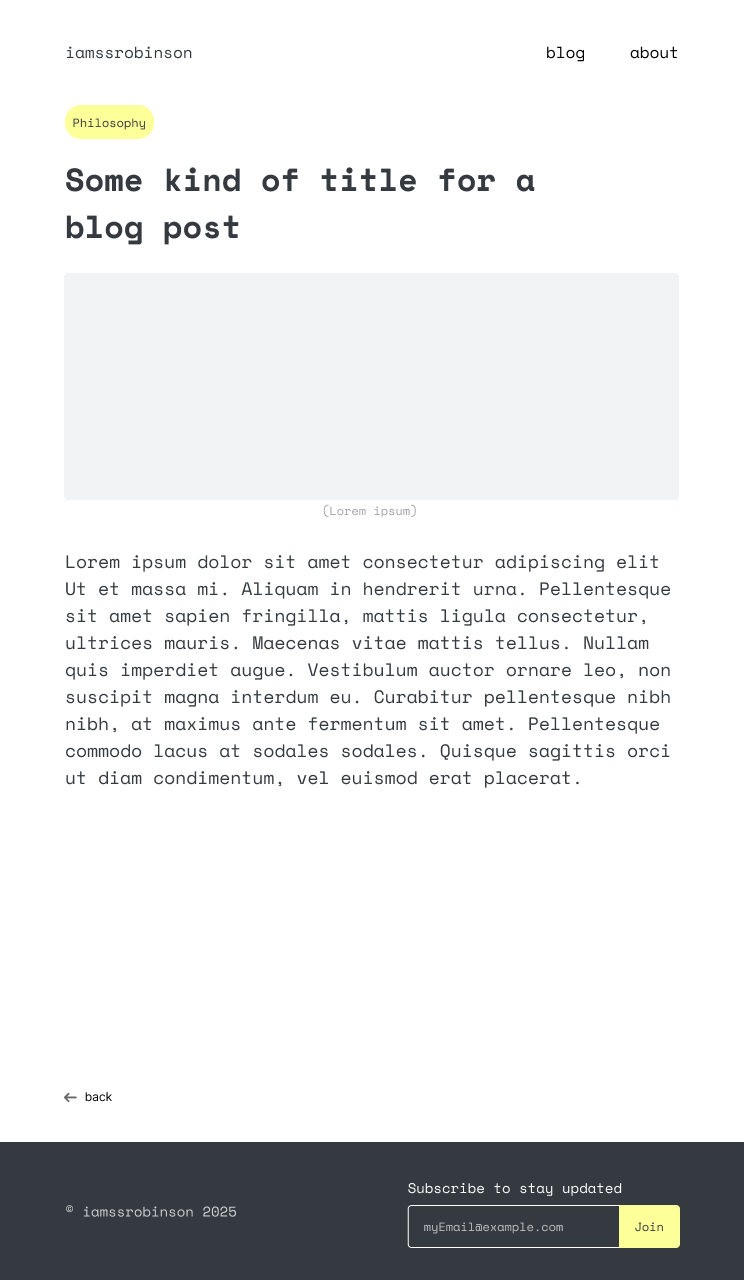 iamssrobinson
blog about
Philosophy
Some kind of title for a
blog post
(Lorem ipsum)
Lorem ipsum dolor sit amet consectetur adipiscing elit
Ut et massa mi. Aliquam in hendrerit urna. Pellentesque
sit amet sapien fringilla, mattis ligula consectetur,
ultrices mauris. Maecenas vitae mattis tellus. Nullam
quis imperdiet augue. Vestibulum auctor ornare leo, non
suscipit magna interdum eu. Curabitur pellentesque nibh
nibh, at maximus ante fermentum sit amet. Pellentesque
commodo lacus at sodales sodales. Quisque sagittis orci
ut diam condimentum, vel euismod erat placerat.
back
Subscribe to stay updated
© iamssrobinson 2025
myEmail@example.com Join